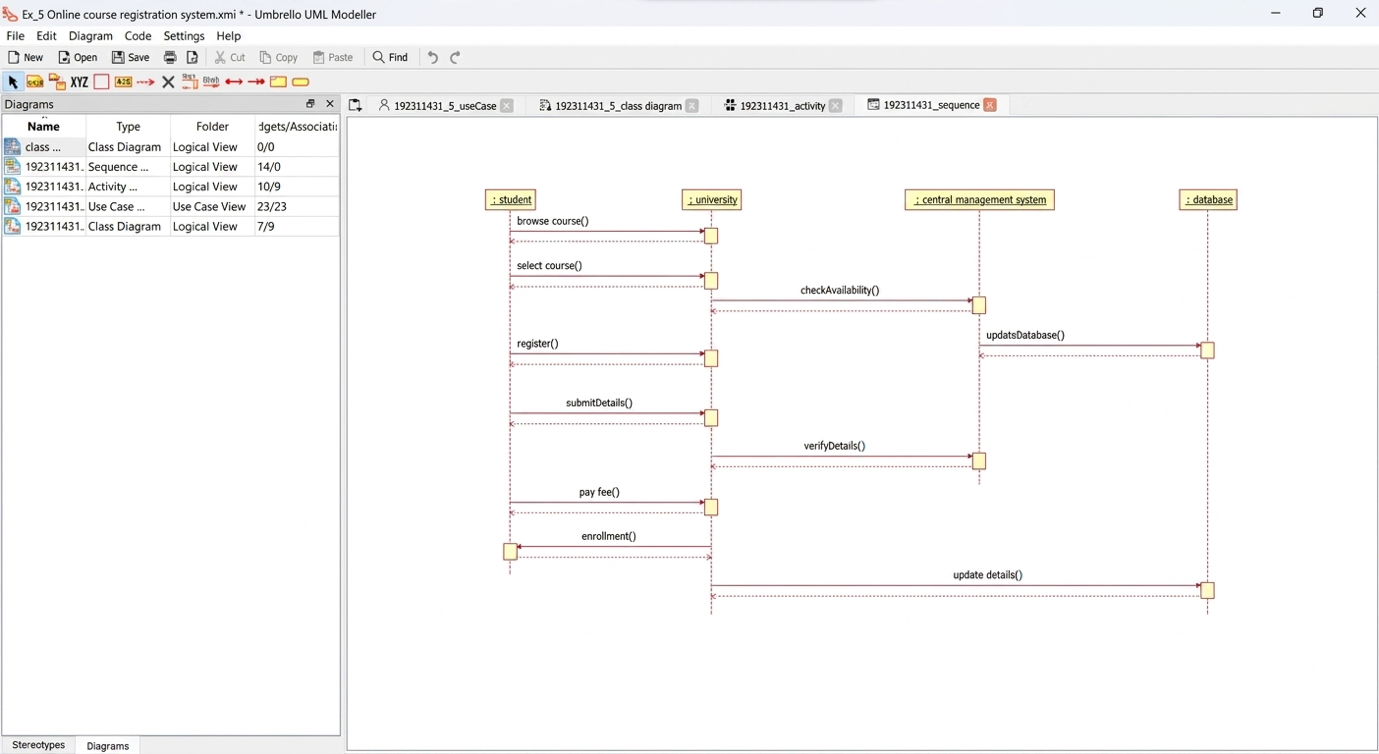 Ex_5 Online course registration system.xmi * - Umbrello UML Modeller
File Edit Diagram Code Settings Help
New Open Save Cut Copy Paste Find
XYZ
Diagrams
192311431_5_useCase 192311431_5_class diagram 192311431_activity 192311431_sequence
Name Type Folder dgets/Associati
class ... Class Diagram Logical View 0/0
192311431.. Sequence ... Logical View 14/0
192311431.. Activity ... Logical View 10/9
192311431.. Use Case ... Use Case View 23/23
192311431.. Class Diagram Logical View 7/9
: student : university : central management system : database
browse course()
select course()
checkAvailability()
updatsDatabase()
register()
submitDetails()
verifyDetails()
pay fee()
enrollment()
update details()
Stereotypes Diagrams